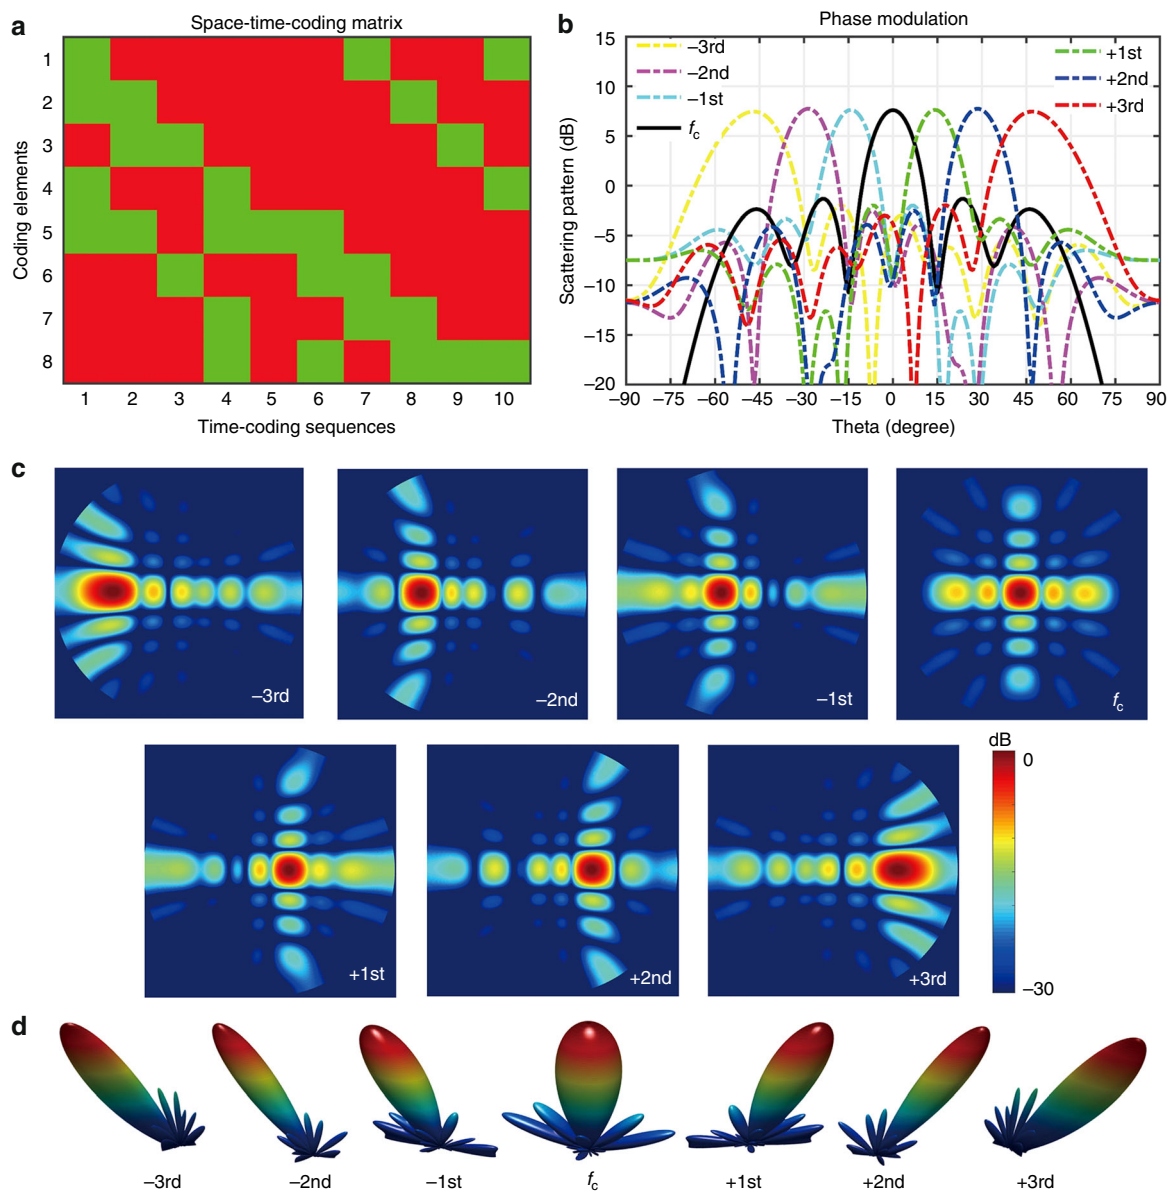 a
Space-time-coding matrix
Coding elements
1
2
3
4
5
6
7
8
1 2 3 4 5 6 7 8 9 10
Time-coding sequences
b
Phase modulation
Scattering pattern (dB)
15
10
5
0
−5
−10
−15
−20
−3rd
−2nd
−1st
fc
+1st
+2nd
+3rd
−90 −75 −60 −45 −30 −15 0 15 30 45 60 75 90
Theta (degree)
c
−3rd
−2nd
−1st
fc
+1st
+2nd
+3rd
dB
0
−30
d
−3rd
−2nd
−1st
fc
+1st
+2nd
+3rd